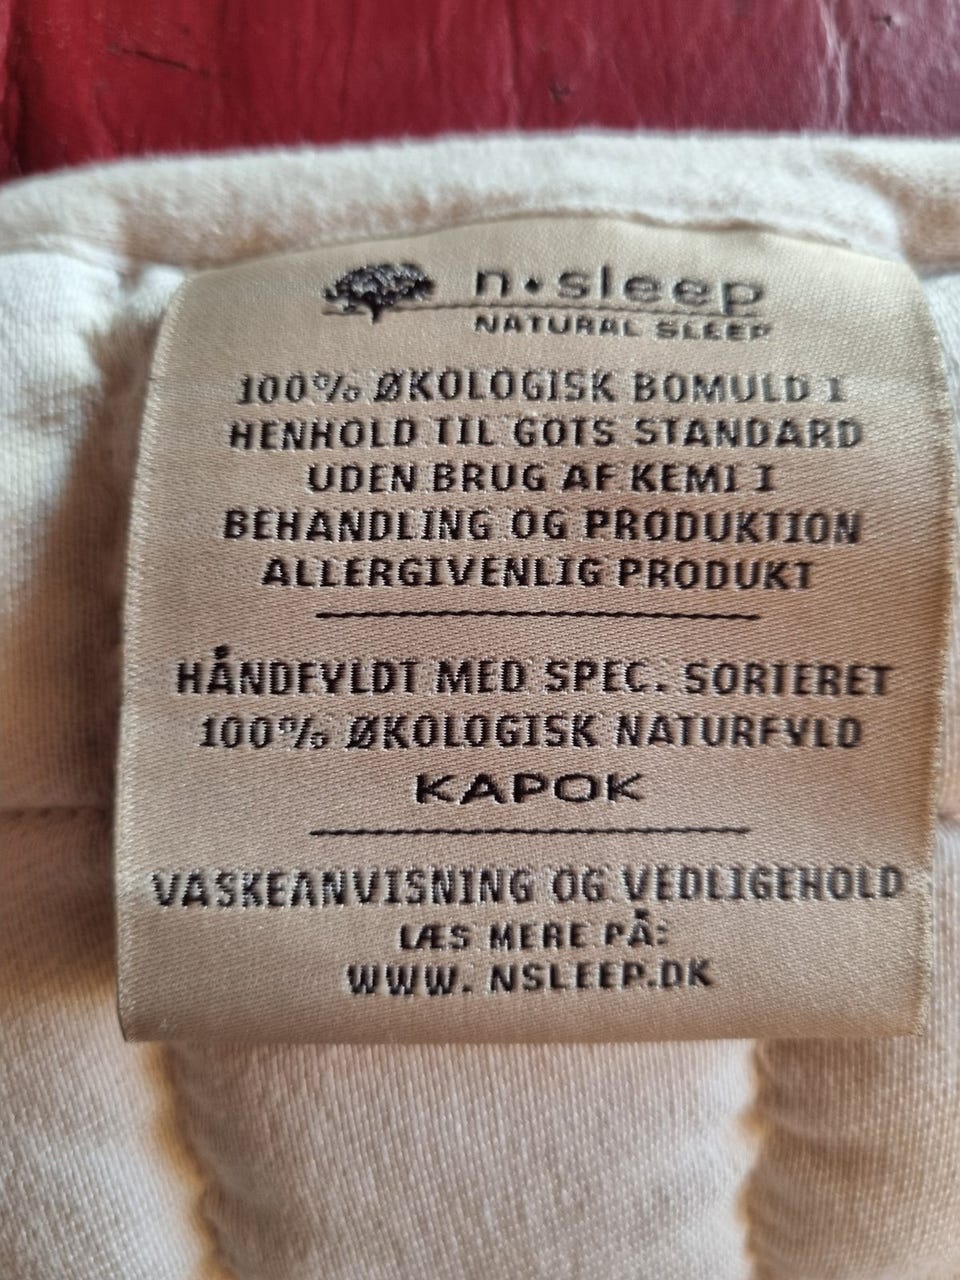 n•sleep
NATURAL SLEEP
100% ØKOLOGISK BOMULD I
HENHOLD TIL GOTS STANDARD
UDEN BRUG AF KEMI I
BEHANDLING OG PRODUKTION
ALLERGIVENLIG PRODUKT
HÅNDFYLDT MED SPEC. SORTERET
100% ØKOLOGISK NATURFYLD
KAPOK
VASKEANVISNING OG VEDLIGEHOLD
LÆS MERE PÅ:
WWW. NSLEEP.DK